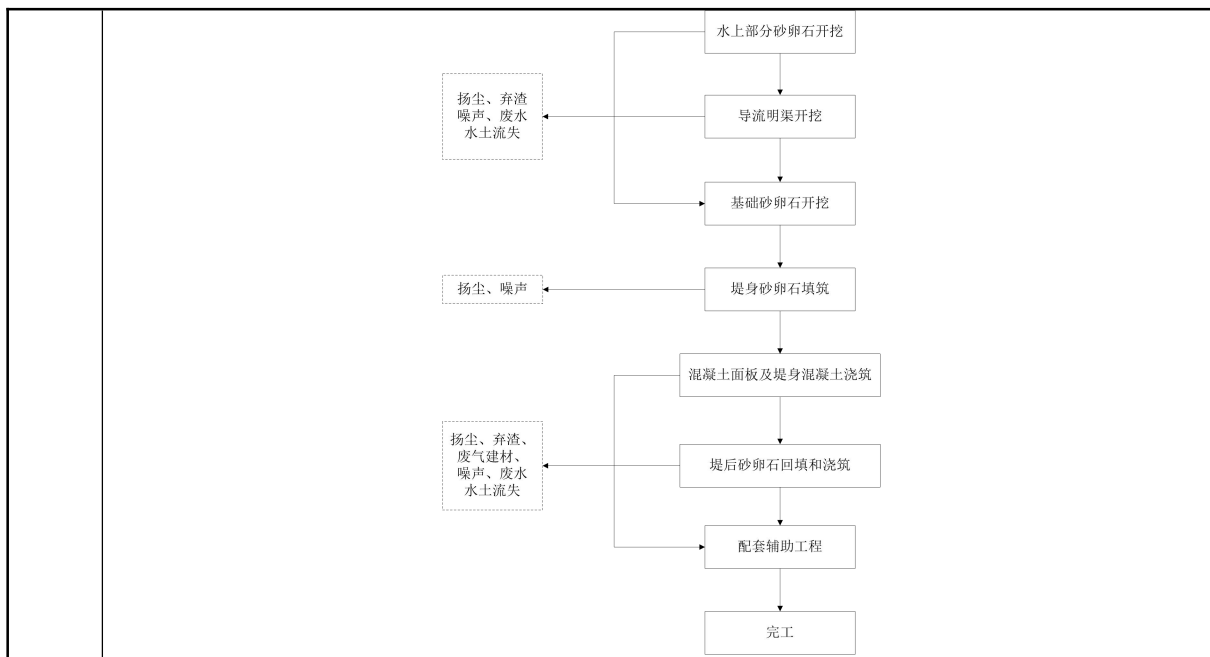 水上部分砂卵石开挖
扬尘、弃渣
噪声、废水
水土流失
导流明渠开挖
基础砂卵石开挖
扬尘、噪声
堤身砂卵石填筑
混凝土面板及堤身混凝土浇筑
扬尘、弃渣、
废气建材、
噪声、废水
水土流失
堤后砂卵石回填和浇筑
配套辅助工程
完工